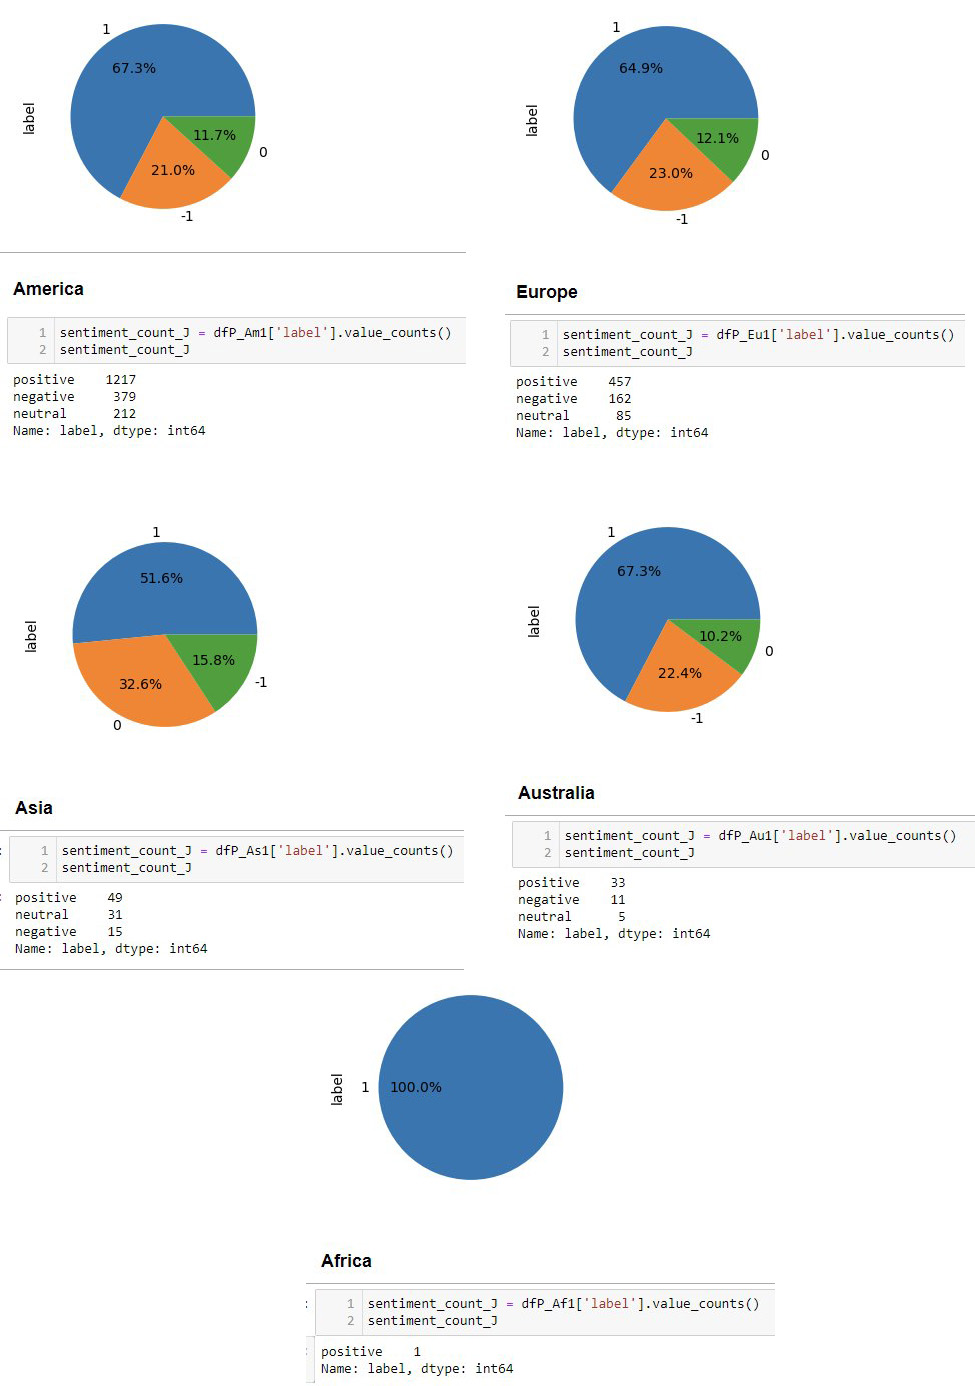 1
67.3%
label
11.7%
0
21.0%
-1
America
1 sentiment_count_J = dfP_Am1['label'].value_counts()
2 sentiment_count_J
positive 1217
negative 379
neutral 212
Name: label, dtype: int64
1
64.9%
label
12.1%
0
23.0%
-1
Europe
1 sentiment_count_J = dfP_Eu1['label'].value_counts()
2 sentiment_count_J
positive 457
negative 162
neutral 85
Name: label, dtype: int64
1
51.6%
label
15.8%
-1
32.6%
0
Asia
: 1 sentiment_count_J = dfP_As1['label'].value_counts()
2 sentiment_count_J
: positive 49
neutral 31
negative 15
Name: label, dtype: int64
1
67.3%
label
10.2%
0
22.4%
-1
Australia
1 sentiment_count_J = dfP_Au1['label'].value_counts()
2 sentiment_count_J
positive 33
negative 11
neutral 5
Name: label, dtype: int64
label
1 100.0%
Africa
: 1 sentiment_count_J = dfP_Af1['label'].value_counts()
2 sentiment_count_J
: positive 1
Name: label, dtype: int64